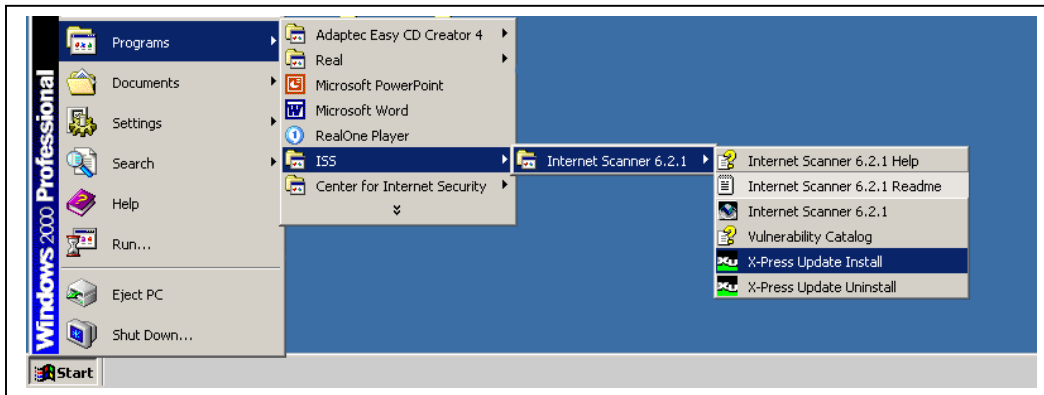 Windows 2000 Professional
Programs
Documents
Settings
Search
Help
Run...
Eject PC
Shut Down...
Start
Adaptec Easy CD Creator 4
Real
Microsoft PowerPoint
Microsoft Word
RealOne Player
ISS
Center for Internet Security
Internet Scanner 6.2.1
Internet Scanner 6.2.1 Help
Internet Scanner 6.2.1 Readme
Internet Scanner 6.2.1
Vulnerability Catalog
X-Press Update Install
X-Press Update Uninstall